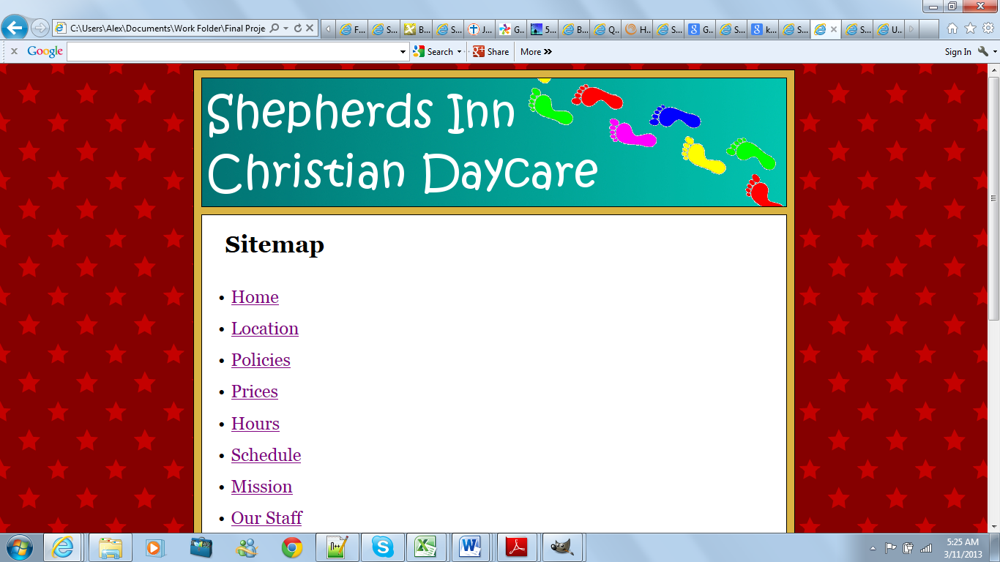 C:\Users\Alex\Documents\Work Folder\Final Proje
F...
S...
B...
S...
J...
G...
5...
B...
Q...
H...
S...
G...
S...
k...
S...
S...
U...
x Google Search Share More » Sign In
Shepherds Inn
Christian Daycare
Sitemap
• Home
• Location
• Policies
• Prices
• Hours
• Schedule
• Mission
• Our Staff
5:25 AM
3/11/2013